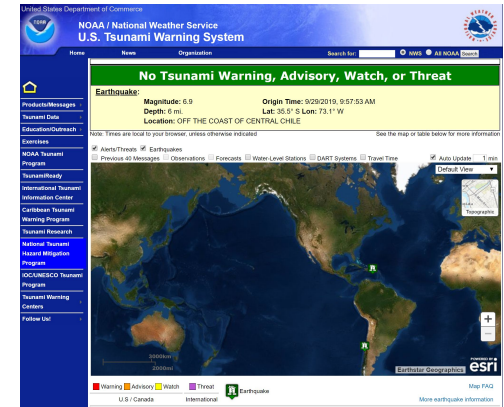 United States Department of Commerce
NOAA / National Weather Service
U.S. Tsunami Warning System
Home News Organization Search for: NWS All NOAA Search
No Tsunami Warning, Advisory, Watch, or Threat
Earthquake:
Magnitude: 6.9 Origin Time: 9/29/2019, 9:57:53 AM
Depth: 6 mi. Lat: 35.5° S Lon: 73.1° W
Location: OFF THE COAST OF CENTRAL CHILE
Note: Times are local to your browser, unless otherwise indicated See the map or table below for more information
Alerts/Threats Earthquakes
Previous 40 Messages Observations Forecasts Water-Level Stations DART Systems Travel Time Auto Update 1 min
Products/Messages
Tsunami Data
Education/Outreach
Exercises
NOAA Tsunami
Program
TsunamiReady
International Tsunami
Information Center
Caribbean Tsunami
Warning Program
Tsunami Research
National Tsunami
Hazard Mitigation
Program
IOC/UNESCO Tsunami
Program
Tsunami Warning
Centers
Follow Us!
Default View
Topographic
+
−
3000km
2000mi
Earthstar Geographics
POWERED BY
esri
Warning Advisory Watch Threat Earthquake
U.S / Canada International
Map FAQ
More earthquake information